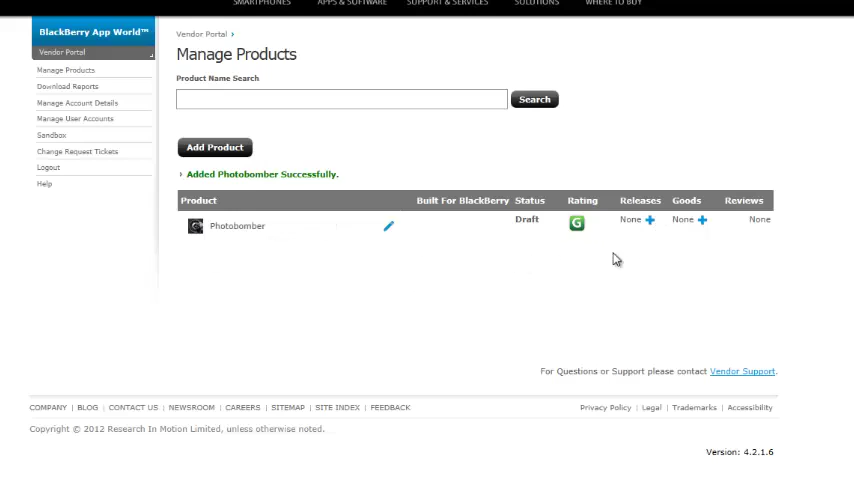 SMARTPHONES APPS & SOFTWARE SUPPORT & SERVICES SOLUTIONS WHERE TO BUY
BlackBerry App World™
Vendor Portal
Manage Products
Download Reports
Manage Account Details
Manage User Accounts
Sandbox
Change Request Tickets
Logout
Help
Vendor Portal ›
Manage Products
Product Name Search
Search
Add Product
› Added Photobomber Successfully.
Product Built For BlackBerry Status Rating Releases Goods Reviews
Photobomber Draft G None None None
For Questions or Support please contact Vendor Support.
COMPANY | BLOG | CONTACT US | NEWSROOM | CAREERS | SITEMAP | SITE INDEX | FEEDBACK
Privacy Policy | Legal | Trademarks | Accessibility
Copyright © 2012 Research In Motion Limited, unless otherwise noted.
Version: 4.2.1.6